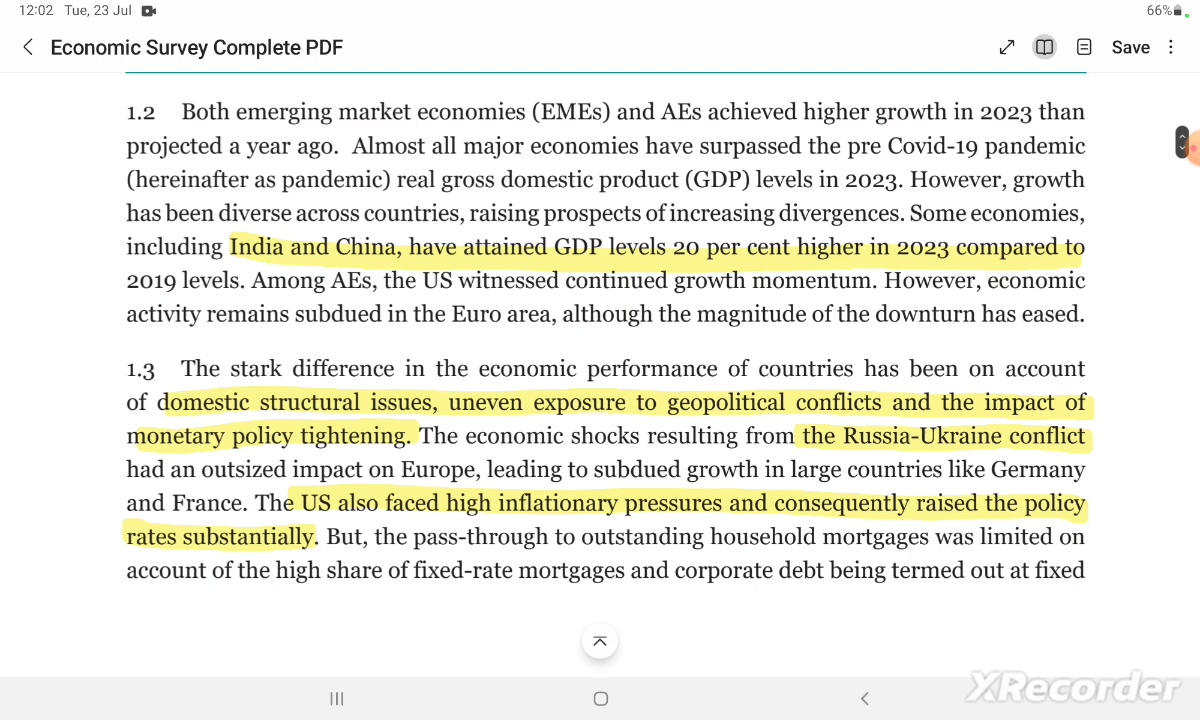 12:02 Tue, 23 Jul
66%
Economic Survey Complete PDF
Save
1.2 Both emerging market economies (EMEs) and AEs achieved higher growth in 2023 than
projected a year ago. Almost all major economies have surpassed the pre Covid-19 pandemic
(hereinafter as pandemic) real gross domestic product (GDP) levels in 2023. However, growth
has been diverse across countries, raising prospects of increasing divergences. Some economies,
including India and China, have attained GDP levels 20 per cent higher in 2023 compared to
2019 levels. Among AEs, the US witnessed continued growth momentum. However, economic
activity remains subdued in the Euro area, although the magnitude of the downturn has eased.
1.3 The stark difference in the economic performance of countries has been on account
of domestic structural issues, uneven exposure to geopolitical conflicts and the impact of
monetary policy tightening. The economic shocks resulting from the Russia-Ukraine conflict
had an outsized impact on Europe, leading to subdued growth in large countries like Germany
and France. The US also faced high inflationary pressures and consequently raised the policy
rates substantially. But, the pass-through to outstanding household mortgages was limited on
account of the high share of fixed-rate mortgages and corporate debt being termed out at fixed
XRecorder